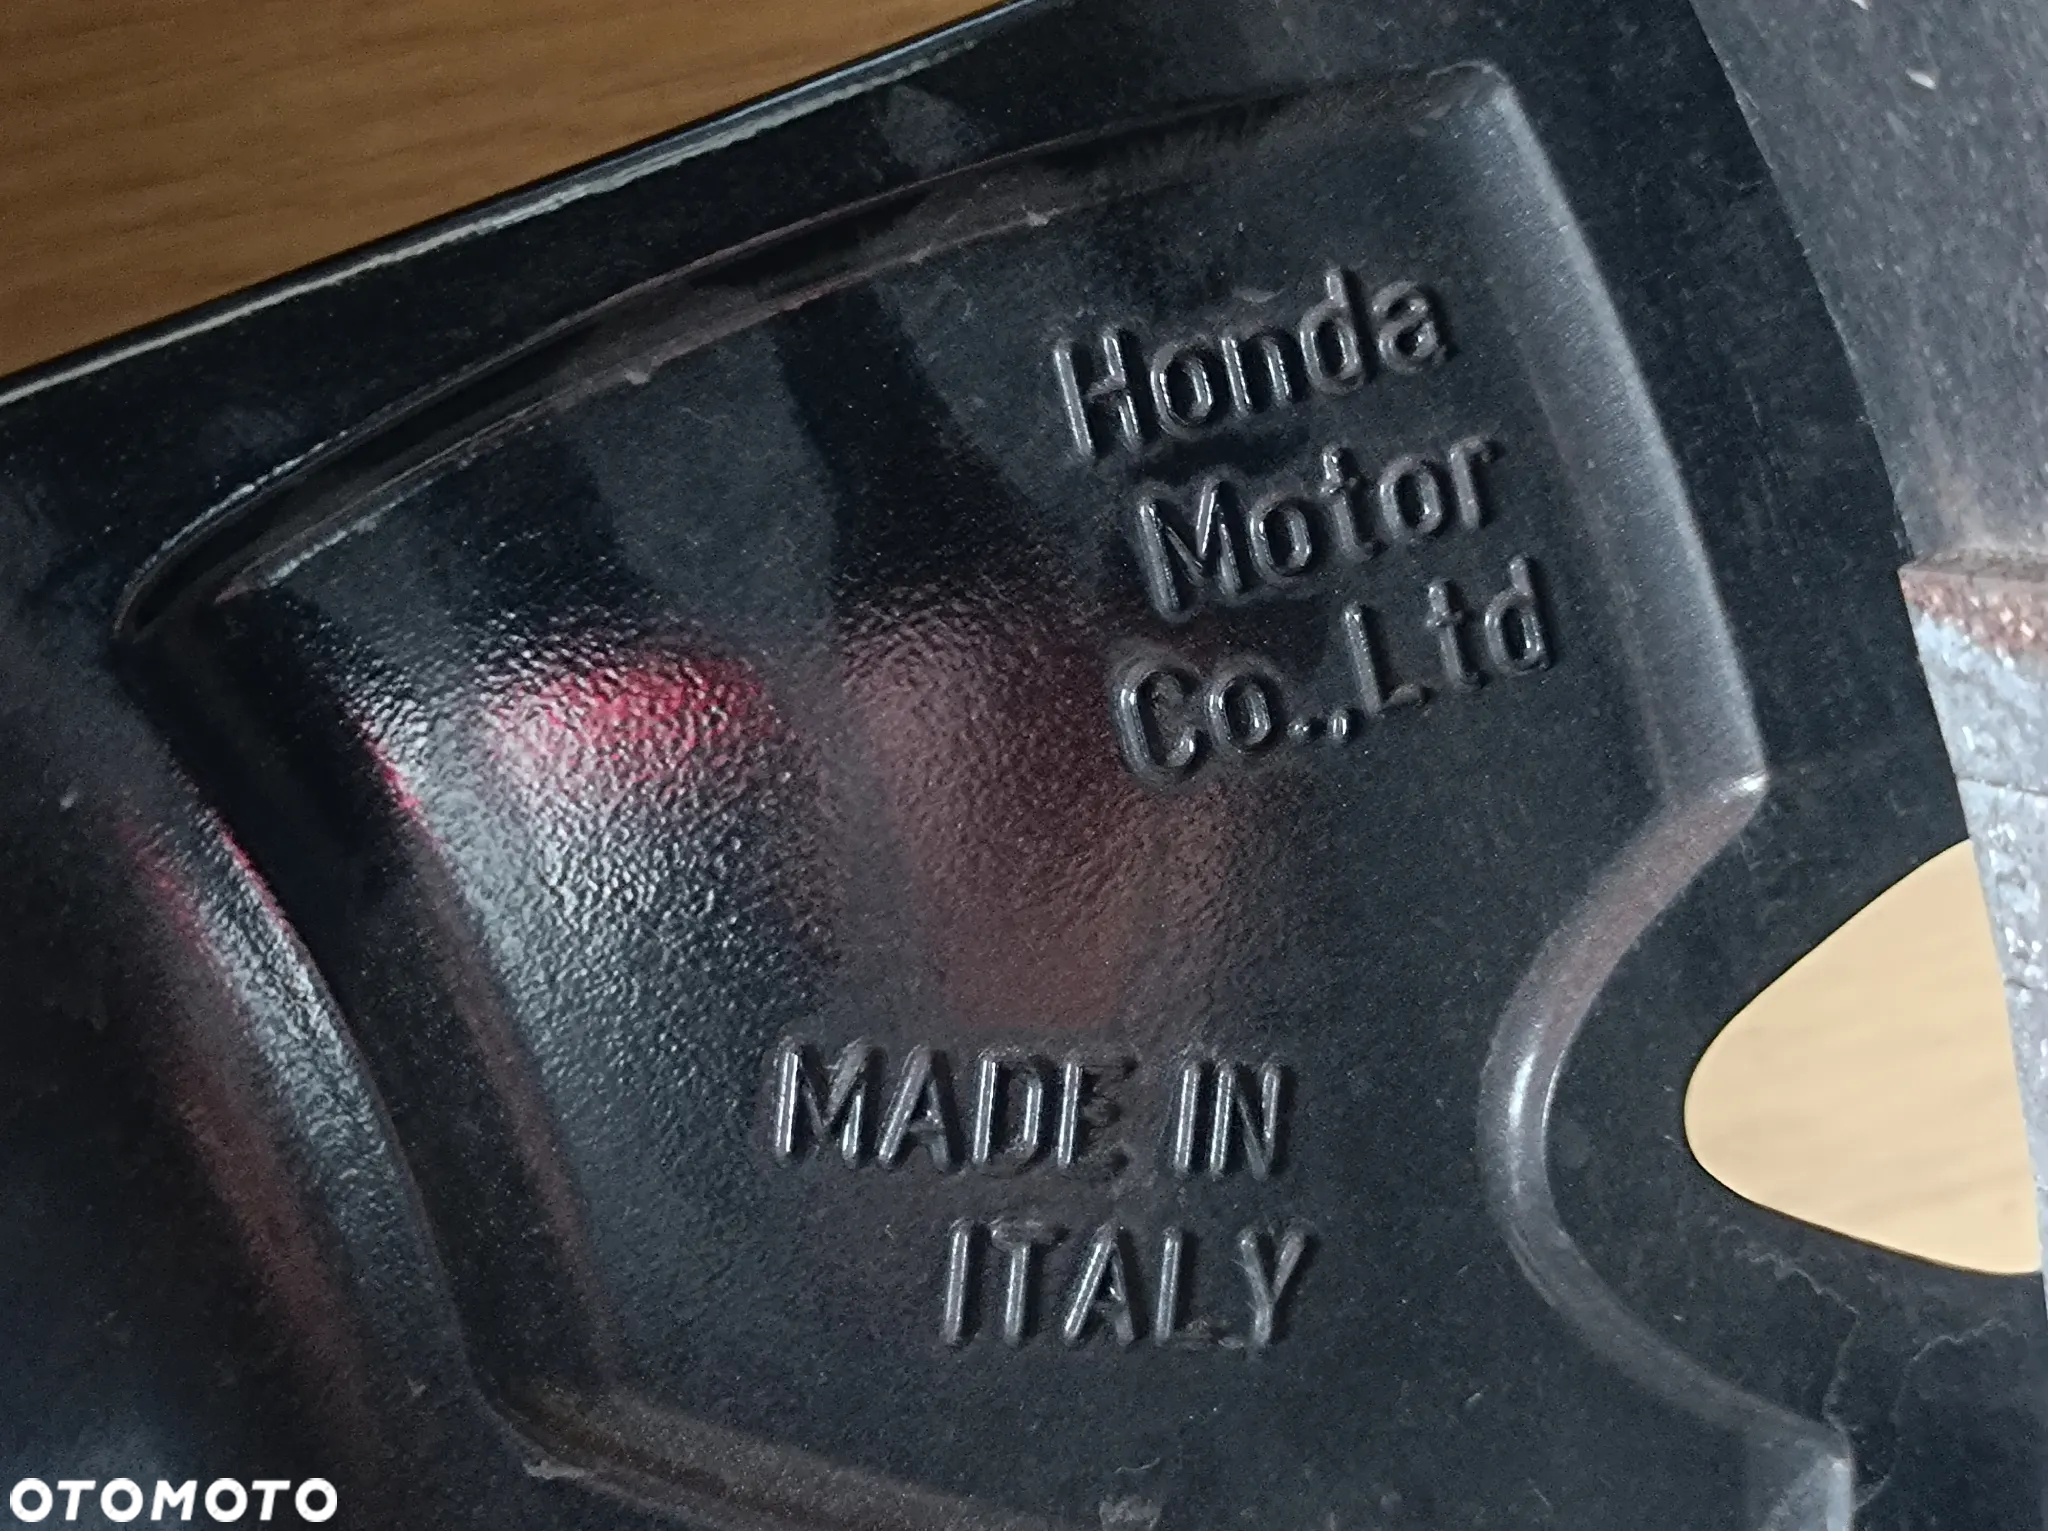 Honda
Motor
Co.,Ltd
MADE IN
ITALY
OTOMOTO